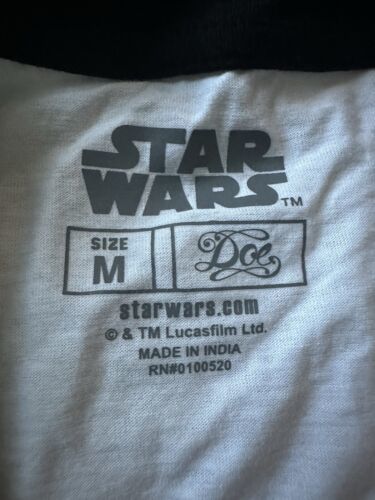 STAR
WARS™
SIZE
M
Doe
starwars.com
© & TM Lucasfilm Ltd.
MADE IN INDIA
RN#0100520